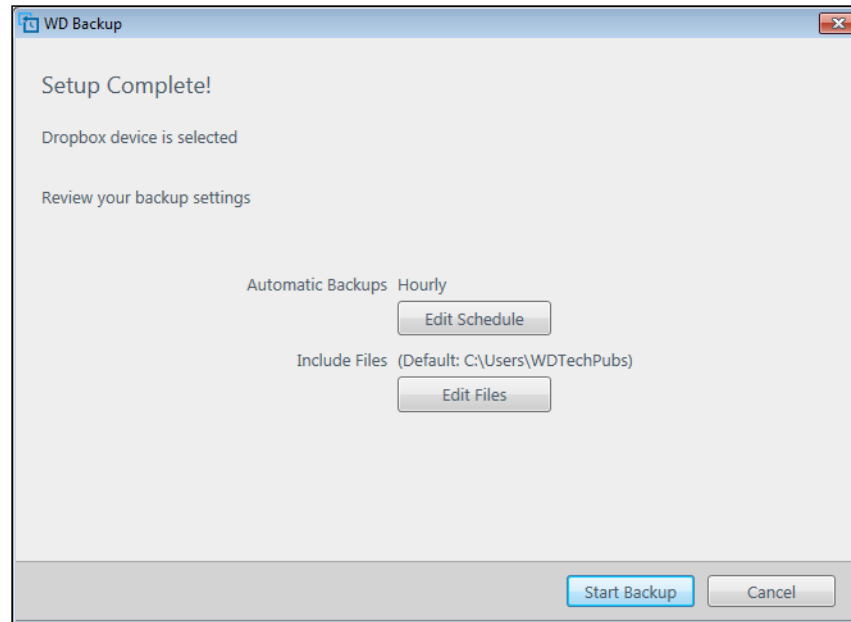 WD Backup
Setup Complete!
Dropbox device is selected
Review your backup settings
Automatic Backups Hourly
Edit Schedule
Include Files (Default: C:\Users\WDTechPubs)
Edit Files
Start Backup Cancel